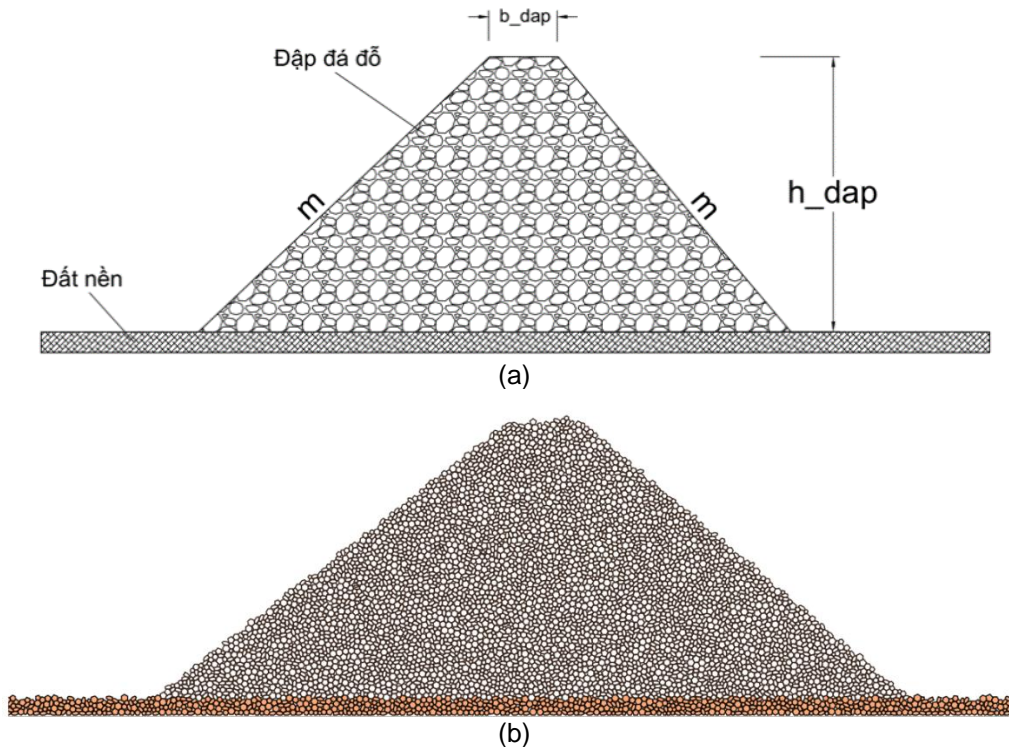 b_dap
Đập đá đỗ
m
m
h_dap
Đất nền
(a)
(b)